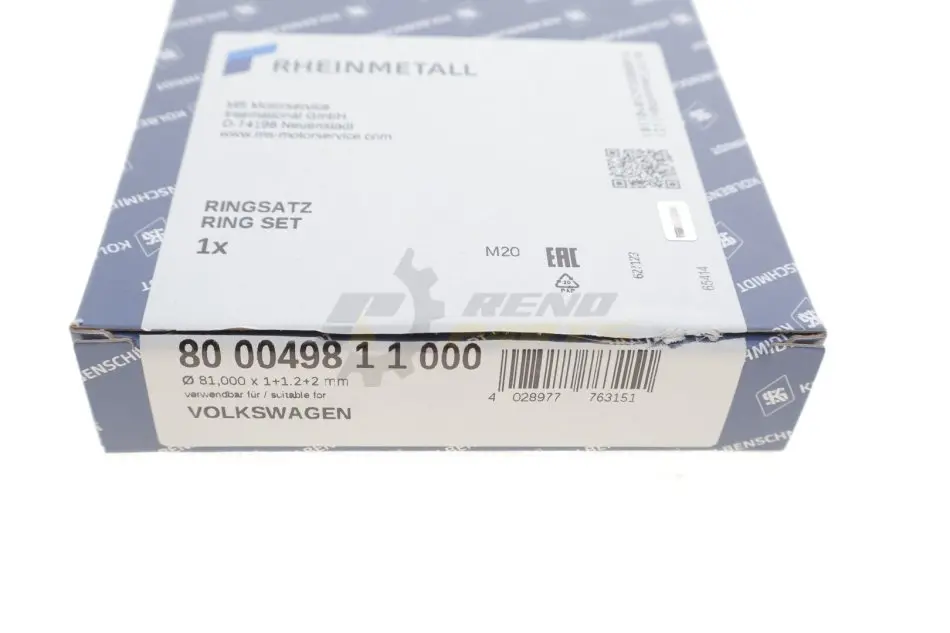 RHEINMETALL
MS Motorservice
International GmbH
D-74196 Neuenstadt
www.ms-motorservice.com
RINGSATZ
RING SET
1x
M20
EAC
20
PAP
65414
KOLBENSCHMIDT
RENO
80 00498 1 1 000
Ø 81,000 x 1+1.2+2 mm
verwendbar für / suitable for
VOLKSWAGEN
4 028977 763151